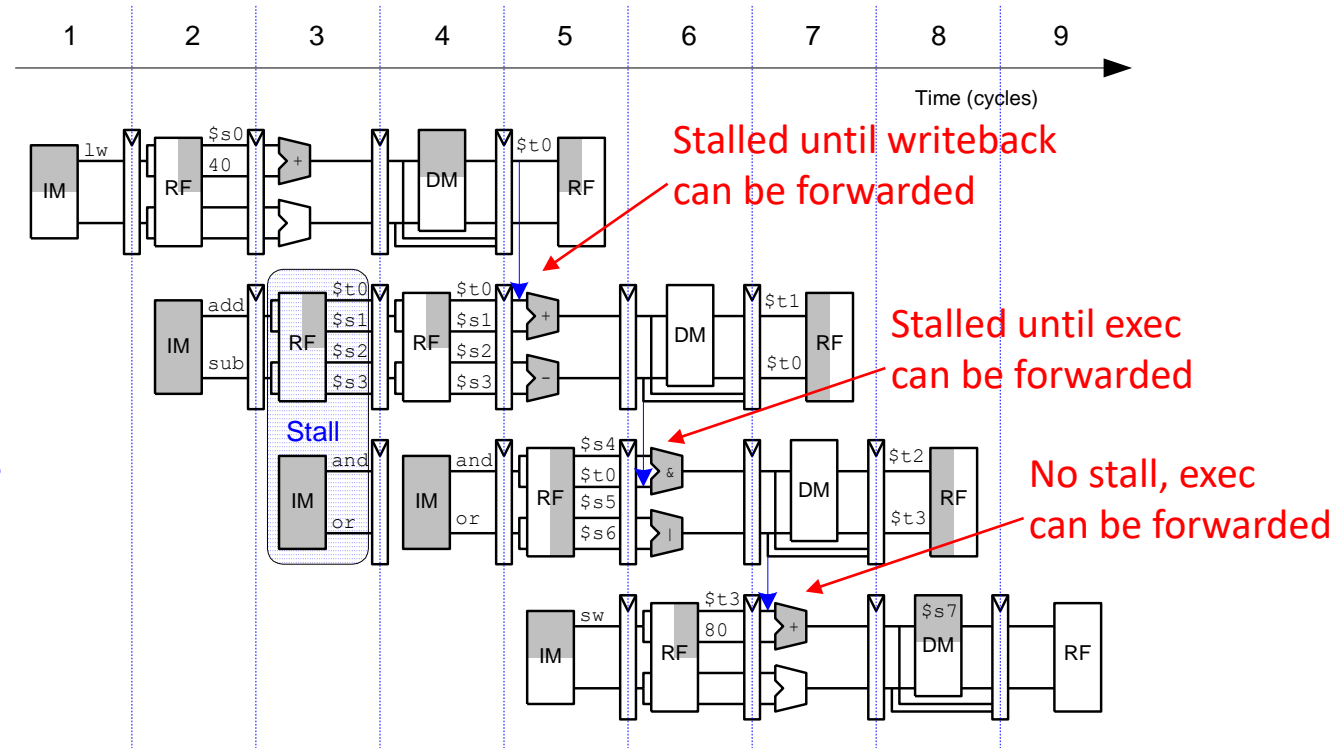 1 2 3 4 5 6 7 8 9
Time (cycles)
Stalled until writeback
can be forwarded
IM
lw
RF
$s0
40
+
DM
$t0
RF
IM
add
sub
RF
$t0
$s1
$s2
$s3
RF
$t0
$s1
$s2
$s3
+
-
DM
$t1
$t0
RF
Stalled until exec
can be forwarded
Stall
IM
and
or
IM
and
or
RF
$s4
$t0
$s5
$s6
&
|
DM
$t2
$t3
RF
No stall, exec
can be forwarded
IM
sw
RF
$t3
80
+
$s7
DM
RF